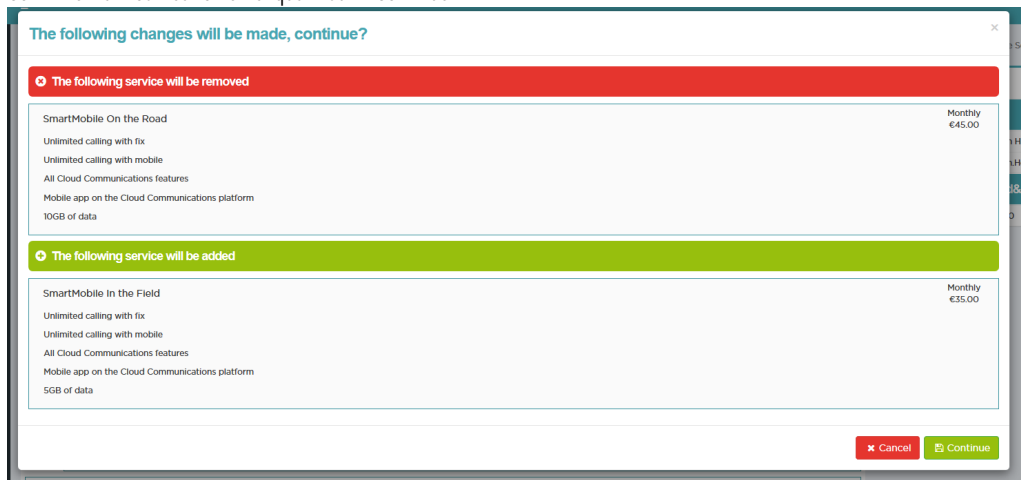 The following changes will be made, continue?
×
The following service will be removed
SmartMobile On the Road
Monthly
€45.00
Unlimited calling with fix
Unlimited calling with mobile
All Cloud Communications features
Mobile app on the Cloud Communications platform
10GB of data
The following service will be added
SmartMobile In the Field
Monthly
€35.00
Unlimited calling with fix
Unlimited calling with mobile
All Cloud Communications features
Mobile app on the Cloud Communications platform
5GB of data
Cancel
Continue